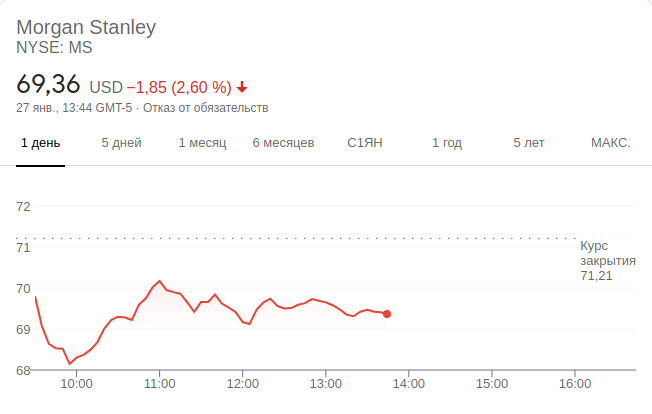 Morgan Stanley
NYSE: MS
69,36 USD −1,85 (2,60 %)
27 янв., 13:44 GMT-5 · Отказ от обязательств
1 день 5 дней 1 месяц 6 месяцев С1ЯН 1 год 5 лет МАКС.
72
71
Курс
закрытия
71,21
70
69
68
10:00 11:00 12:00 13:00 14:00 15:00 16:00